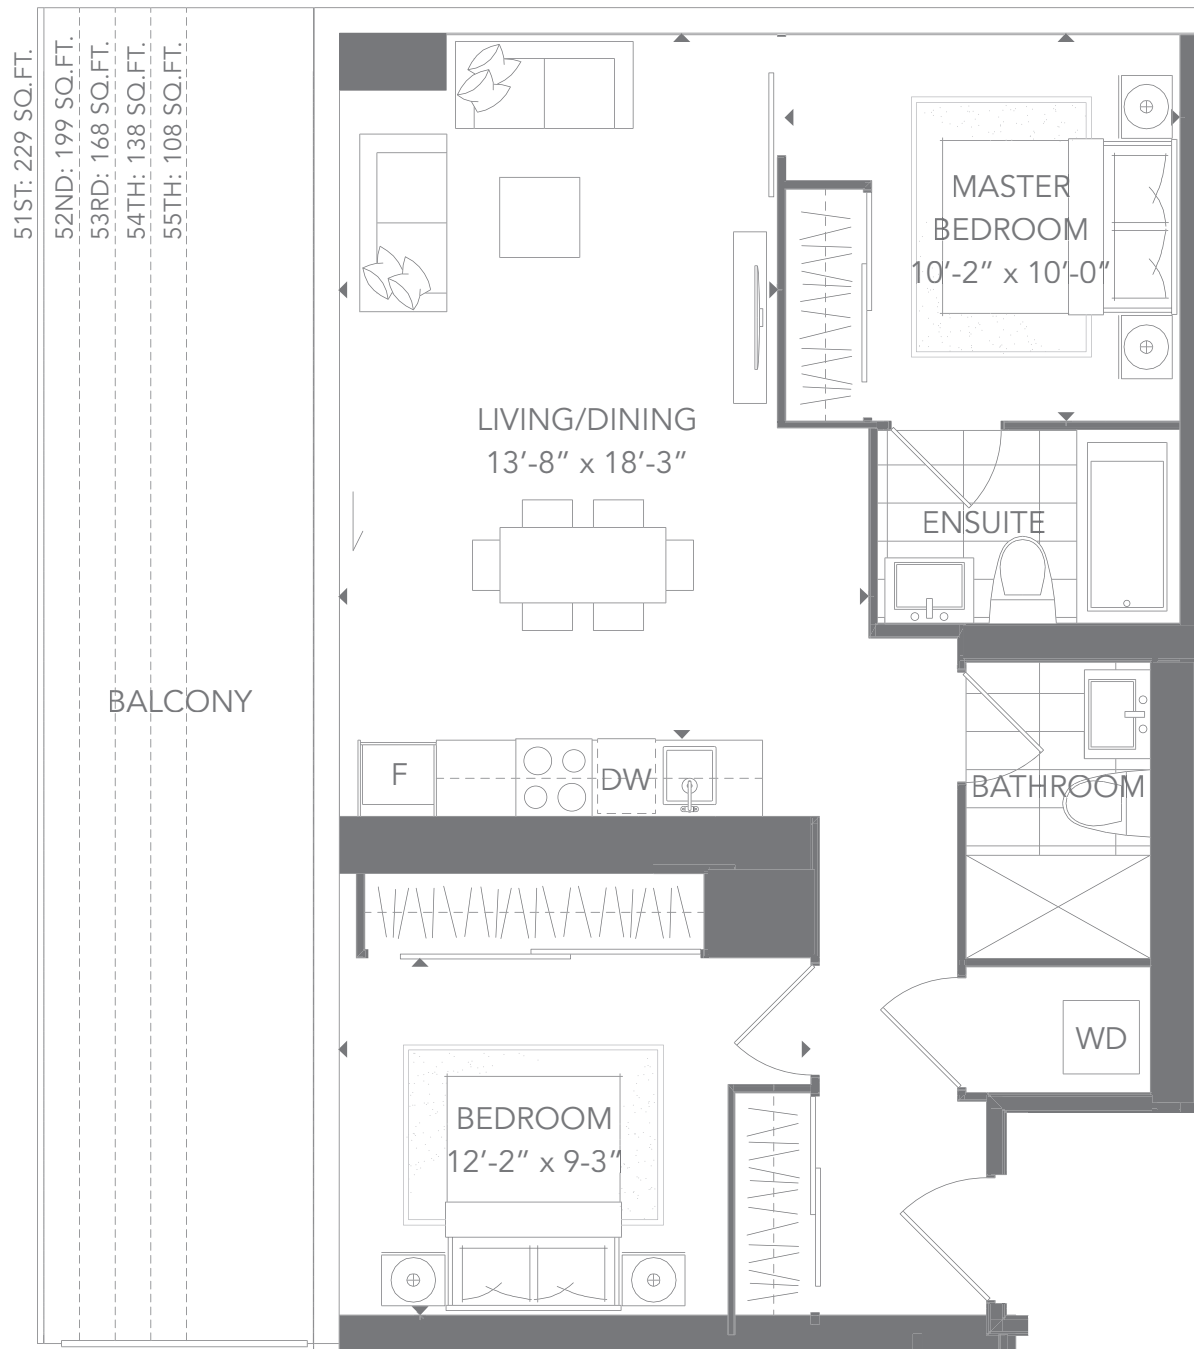 51ST: 229 SQ.FT.
52ND: 199 SQ.FT.
53RD: 168 SQ.FT.
54TH: 138 SQ.FT.
55TH: 108 SQ.FT.
MASTER
BEDROOM
10’-2” x 10’-0”
LIVING/DINING
13’-8” x 18’-3”
ENSUITE
BALCONY
F
DW
BATHROOM
WD
BEDROOM
12’-2” x 9-3”